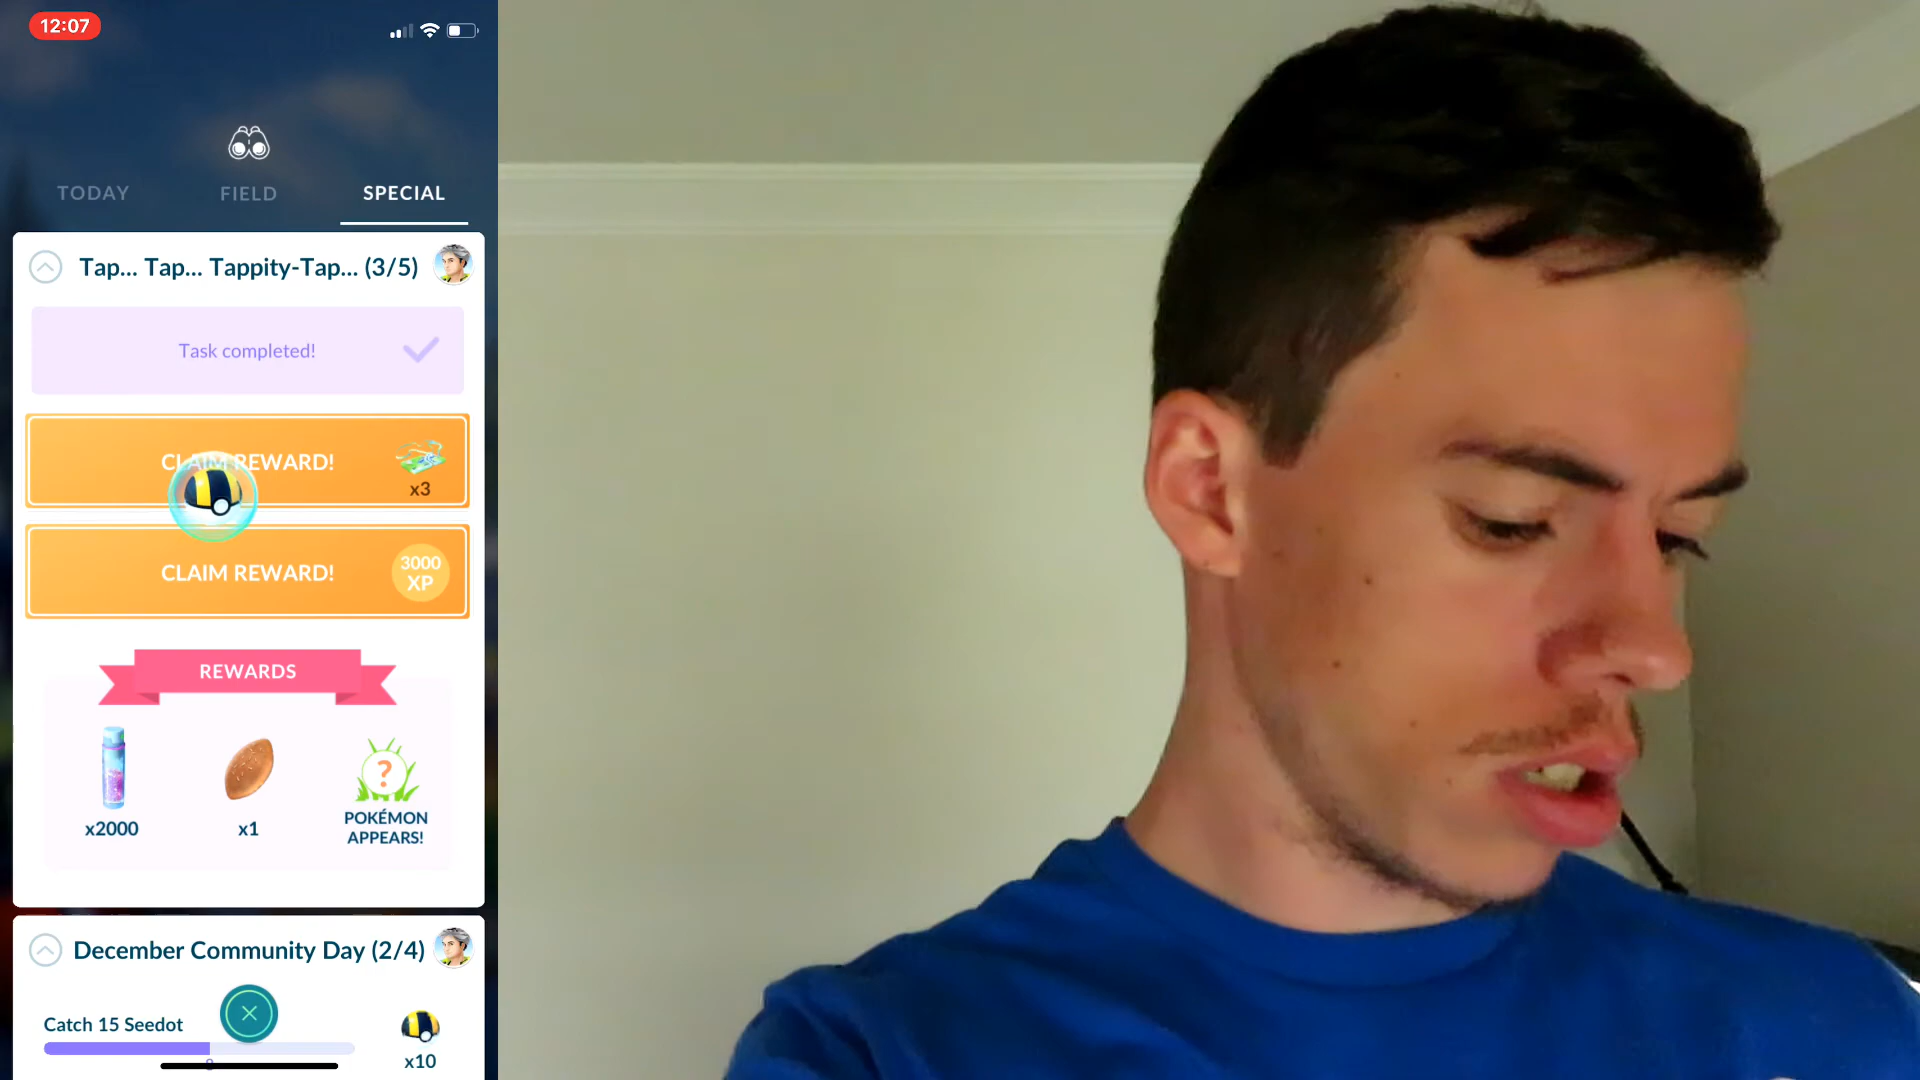 12:07
TODAY
FIELD
SPECIAL
Tap... Tap... Tappity-Tap... (3/5)
Task completed!
CLAIM REWARD!
x3
CLAIM REWARD!
3000
XP
REWARDS
x2000
x1
POKÉMON
APPEARS!
December Community Day (2/4)
Catch 15 Seedot
x10